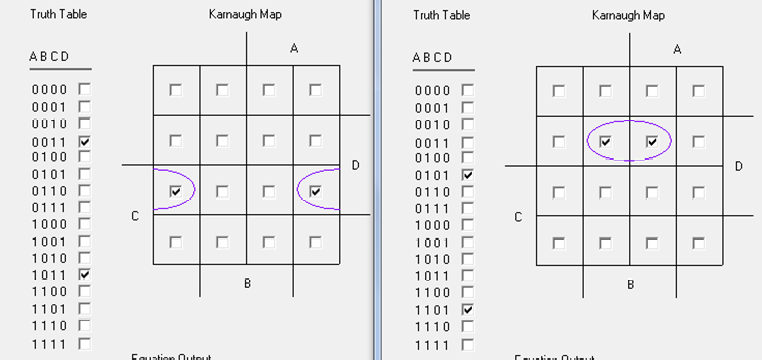 Truth Table
Karnaugh Map
A
A B C D
0000
0001
0010
0011
0100
0101
0110
0111
1000
1001
1010
1011
1100
1101
1110
1111
D
C
B
Equation Output
Truth Table
Karnaugh Map
A
A B C D
0000
0001
0010
0011
0100
0101
0110
0111
1000
1001
1010
1011
1100
1101
1110
1111
D
C
B
Equation Output